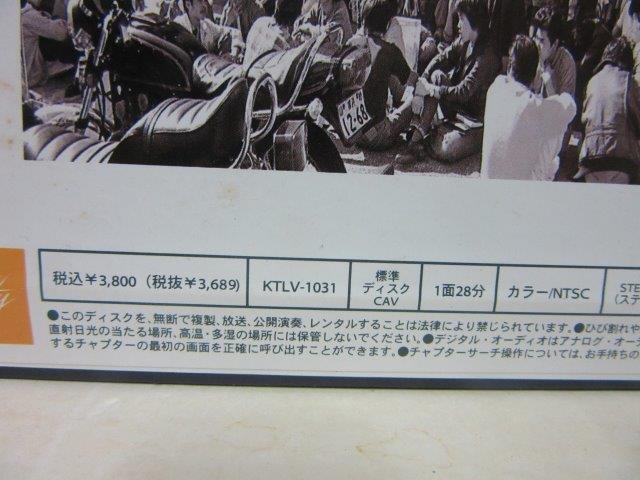 12-68
税込¥3,800（税抜¥3,689）
KTLV-1031
標準
ディスク
CAV
1面28分
カラー/NTSC
STE
(ステ
●このディスクを、無断で複製、放送、公開演奏、レンタルすることは法律により禁じられています。●ひび割れや
直射日光の当たる場所、高温・多湿の場所には保管しないでください。●デジタル・オーディオはアナログ・オーデ
するチャプターの最初の画面を正確に呼び出すことができます。●チャプターサーチ操作については、お手持ちの